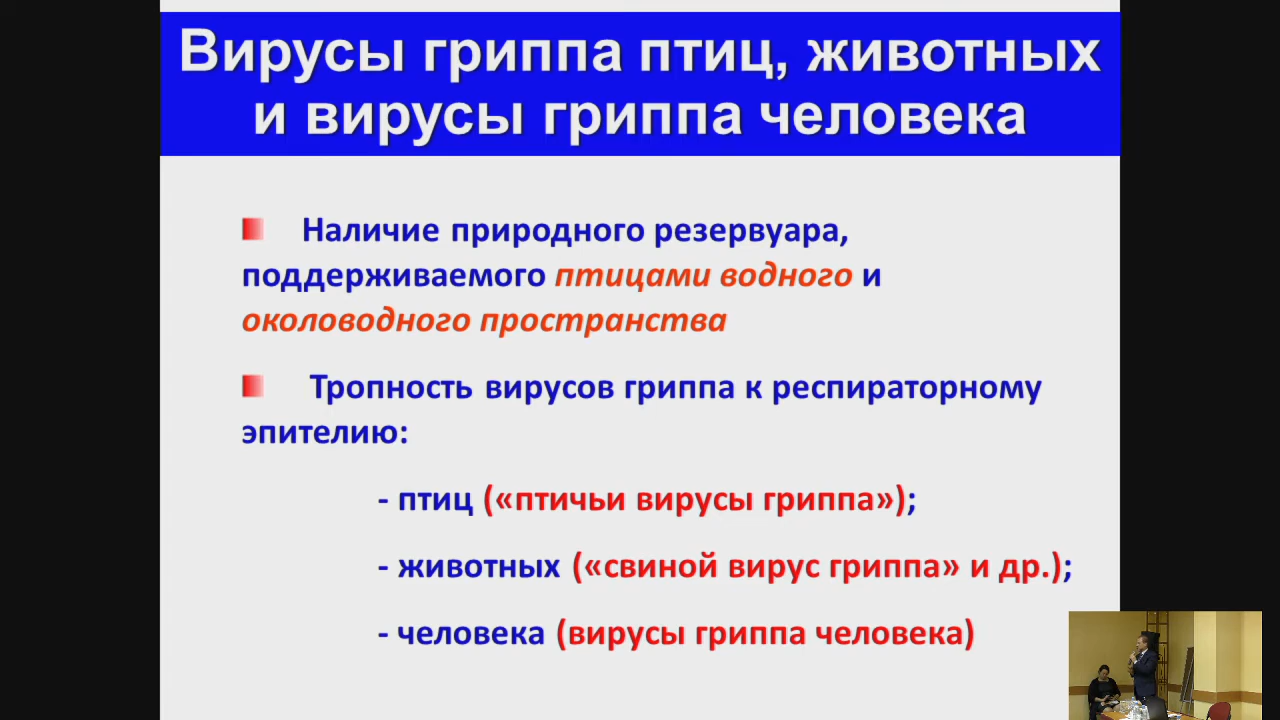 Вирусы гриппа птиц, животных
и вирусы гриппа человека
Наличие природного резервуара,
поддерживаемого птицами водного и
околоводного пространства
Тропность вирусов гриппа к респираторному
эпителию:
- птиц («птичьи вирусы гриппа»);
- животных («свиной вирус гриппа» и др.);
- человека (вирусы гриппа человека)